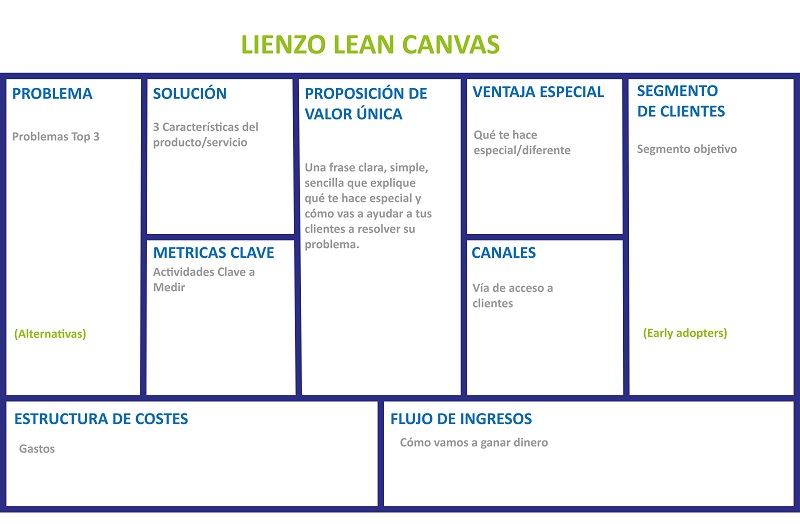 LIENZO LEAN CANVAS
PROBLEMA
Problemas Top 3
(Alternativas)
SOLUCIÓN
3 Características del
producto/servicio
METRICAS CLAVE
Actividades Clave a
Medir
PROPOSICIÓN DE
VALOR ÚNICA
Una frase clara, simple,
sencilla que explique
qué te hace especial y
cómo vas a ayudar a tus
clientes a resolver su
problema.
VENTAJA ESPECIAL
Qué te hace
especial/diferente
CANALES
Vía de acceso a
clientes
SEGMENTO
DE CLIENTES
Segmento objetivo
(Early adopters)
ESTRUCTURA DE COSTES
Gastos
FLUJO DE INGRESOS
Cómo vamos a ganar dinero